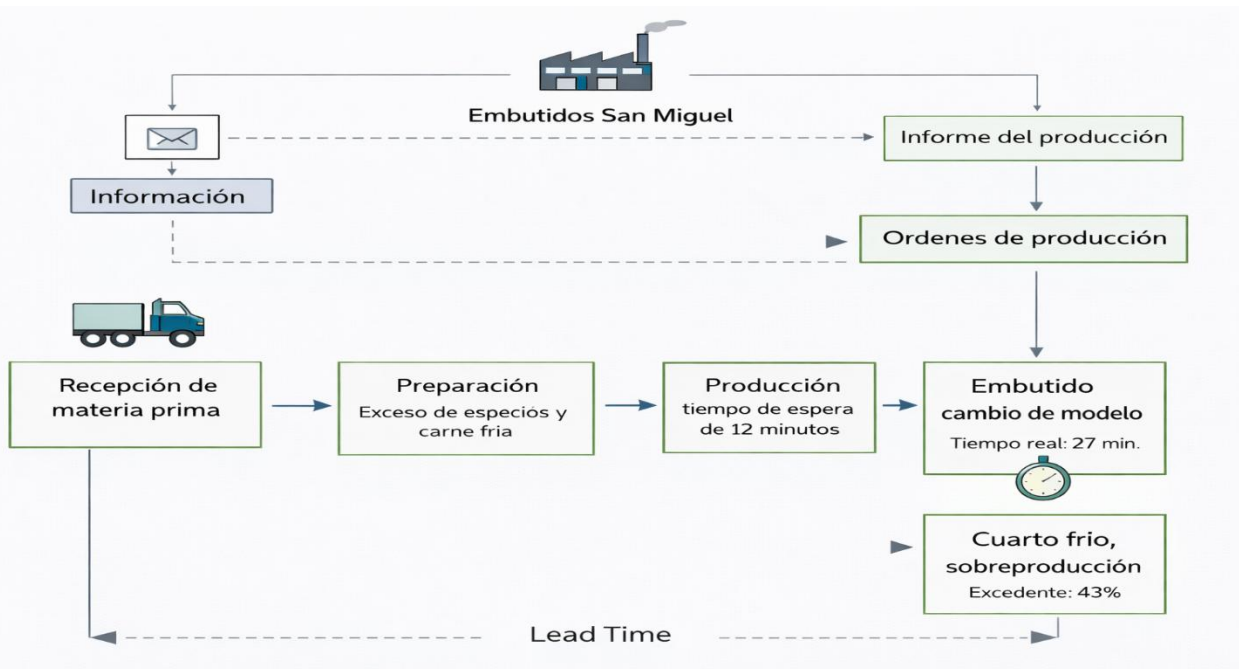 Embutidos San Miguel
Informe del producción
Información
Ordenes de producción
Recepción de
materia prima
Preparación
Exceso de especiós y
carne fria
Producción
tiempo de espera
de 12 minutos
Embutido
cambio de modelo
Tiempo real: 27 min.
Cuarto frio,
sobreproducción
Excedente: 43%
Lead Time